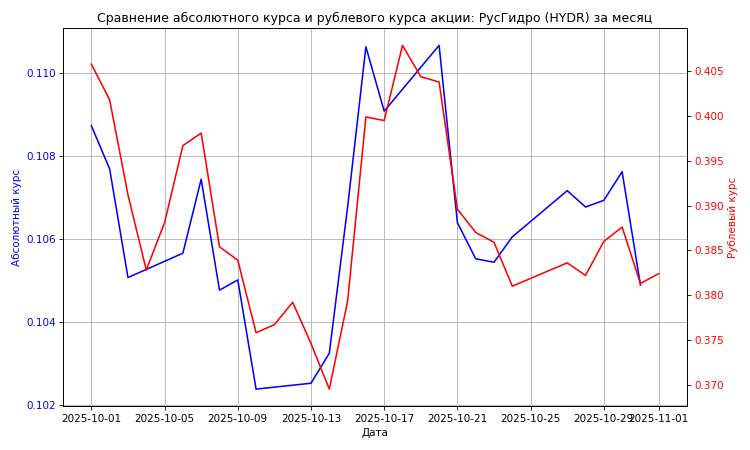 Сравнение абсолютного курса и рублевого курса акции: РусГидро (HYDR) за месяц
0.110
0.108
0.106
0.104
0.102
Абсолютный курс
0.405
0.400
0.395
0.390
0.385
0.380
0.375
0.370
Рублевый курс
2025-10-01 2025-10-05 2025-10-09 2025-10-13 2025-10-17 2025-10-21 2025-10-25 2025-10-29 2025-11-01
Дата